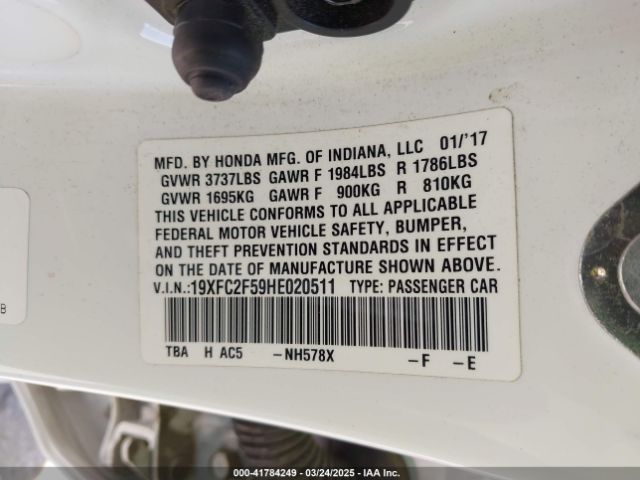 MFD. BY HONDA MFG. OF INDIANA, LLC 01/'17
GVWR 3737LBS GAWR F 1984LBS R 1786LBS
GVWR 1695KG GAWR F 900KG R 810KG
THIS VEHICLE CONFORMS TO ALL APPLICABLE
FEDERAL MOTOR VEHICLE SAFETY, BUMPER,
AND THEFT PREVENTION STANDARDS IN EFFECT
ON THE DATE OF MANUFACTURE SHOWN ABOVE.
V.I.N.:19XFC2F59HE020511 TYPE: PASSENGER CAR
TBA H AC5 -NH578X -F -E
B
000-41784249 - 03/24/2025 - IAA Inc.